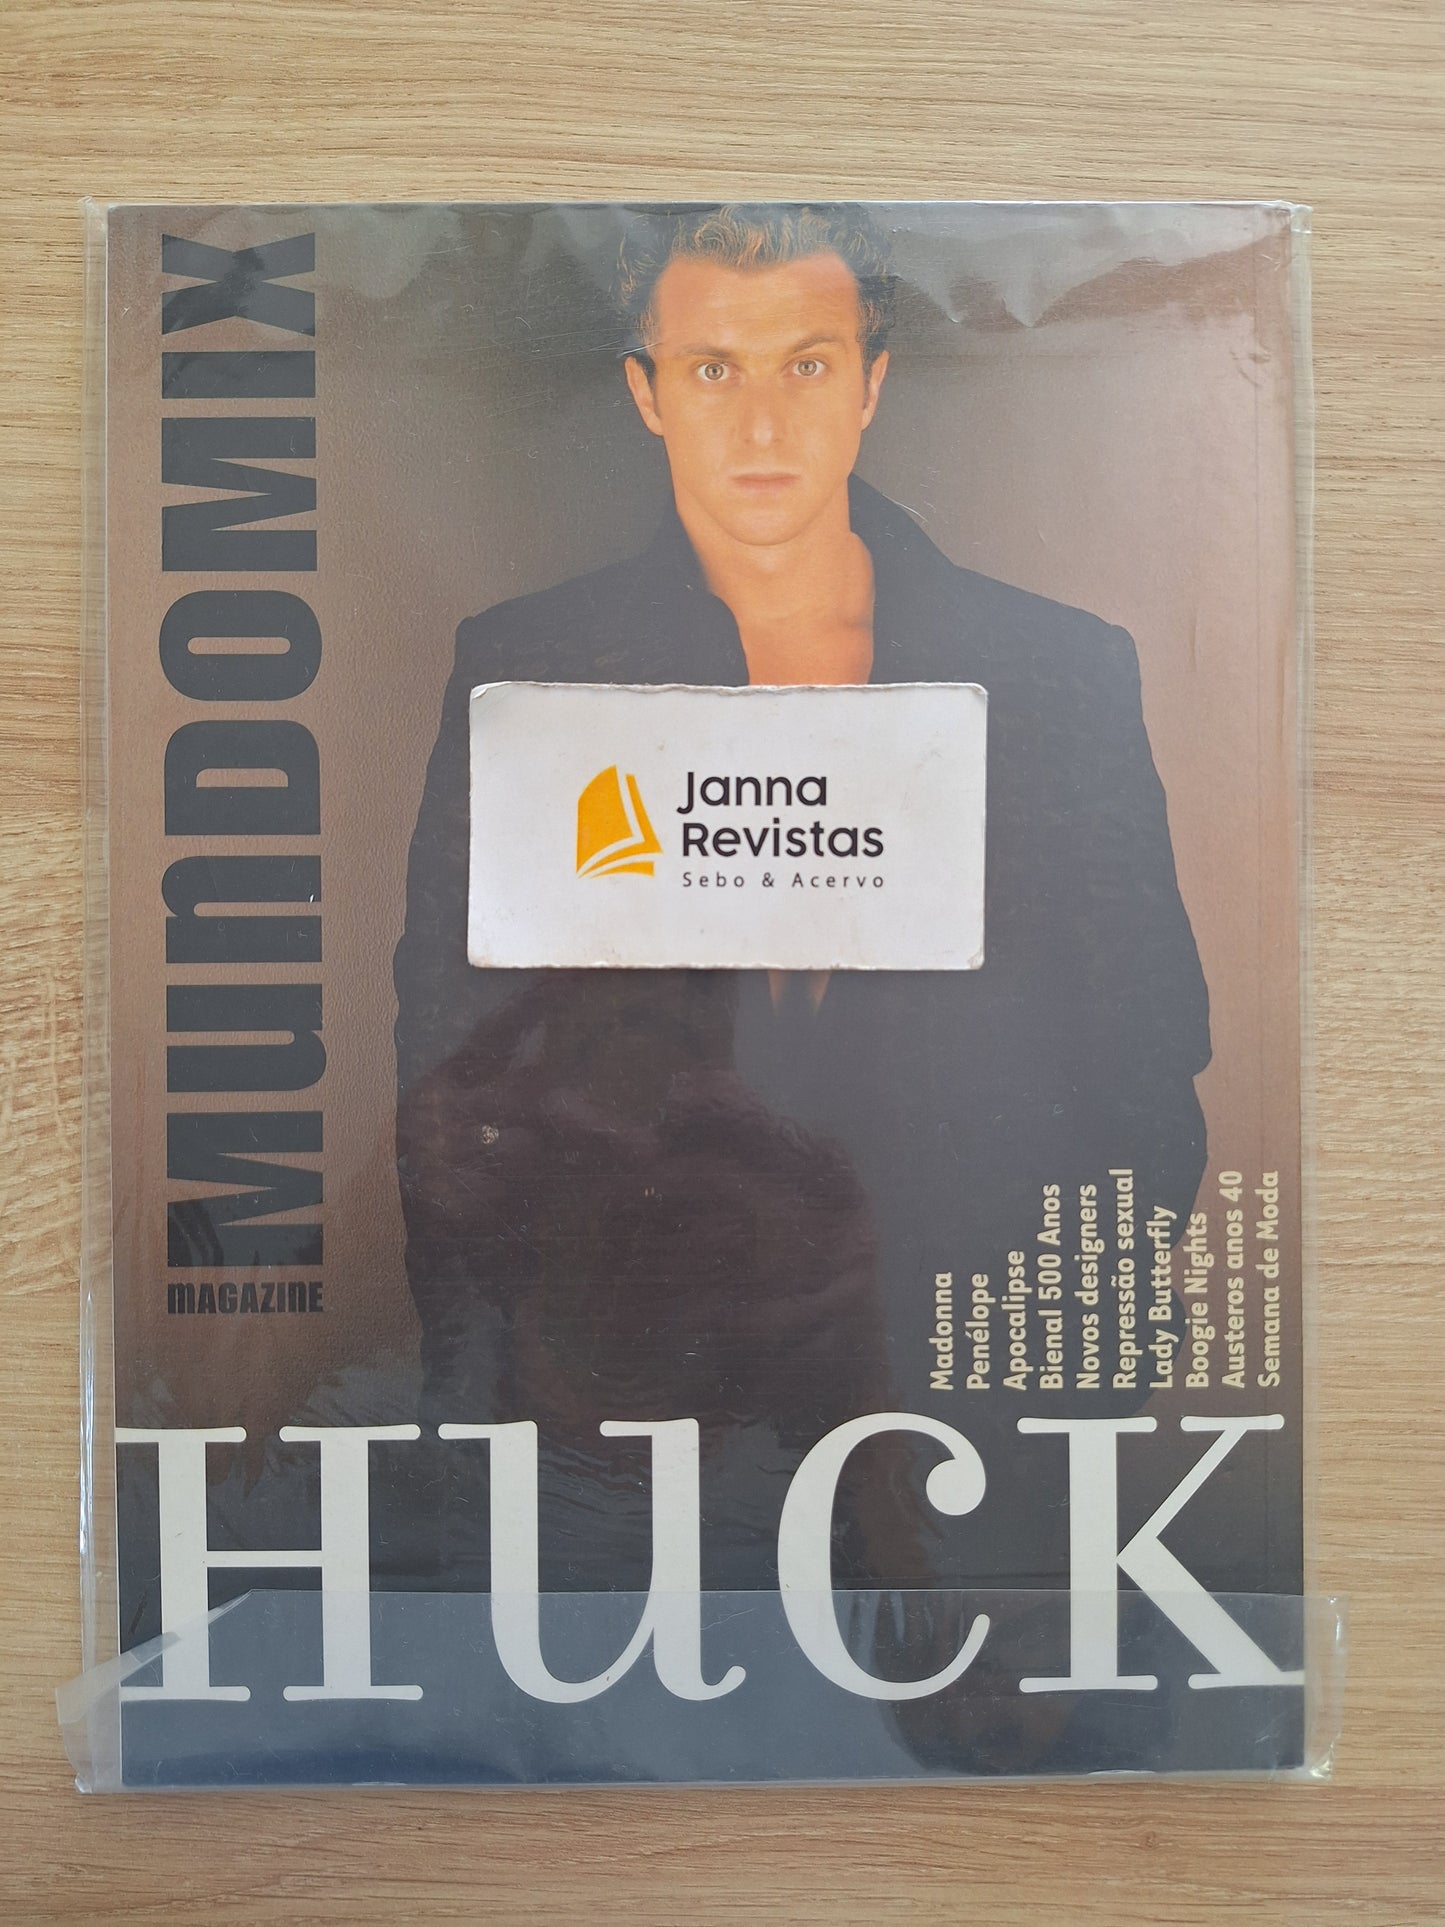 MunDOMIX
MAGAZINE
Janna
Revistas
Sebo & Acervo
Madonna
Penélope
Apocalipse
Bienal 500 Anos
Novos designers
Repressão sexual
Lady Butterfly
Boogie Nights
Austeros anos 40
Semana de Moda
HucK